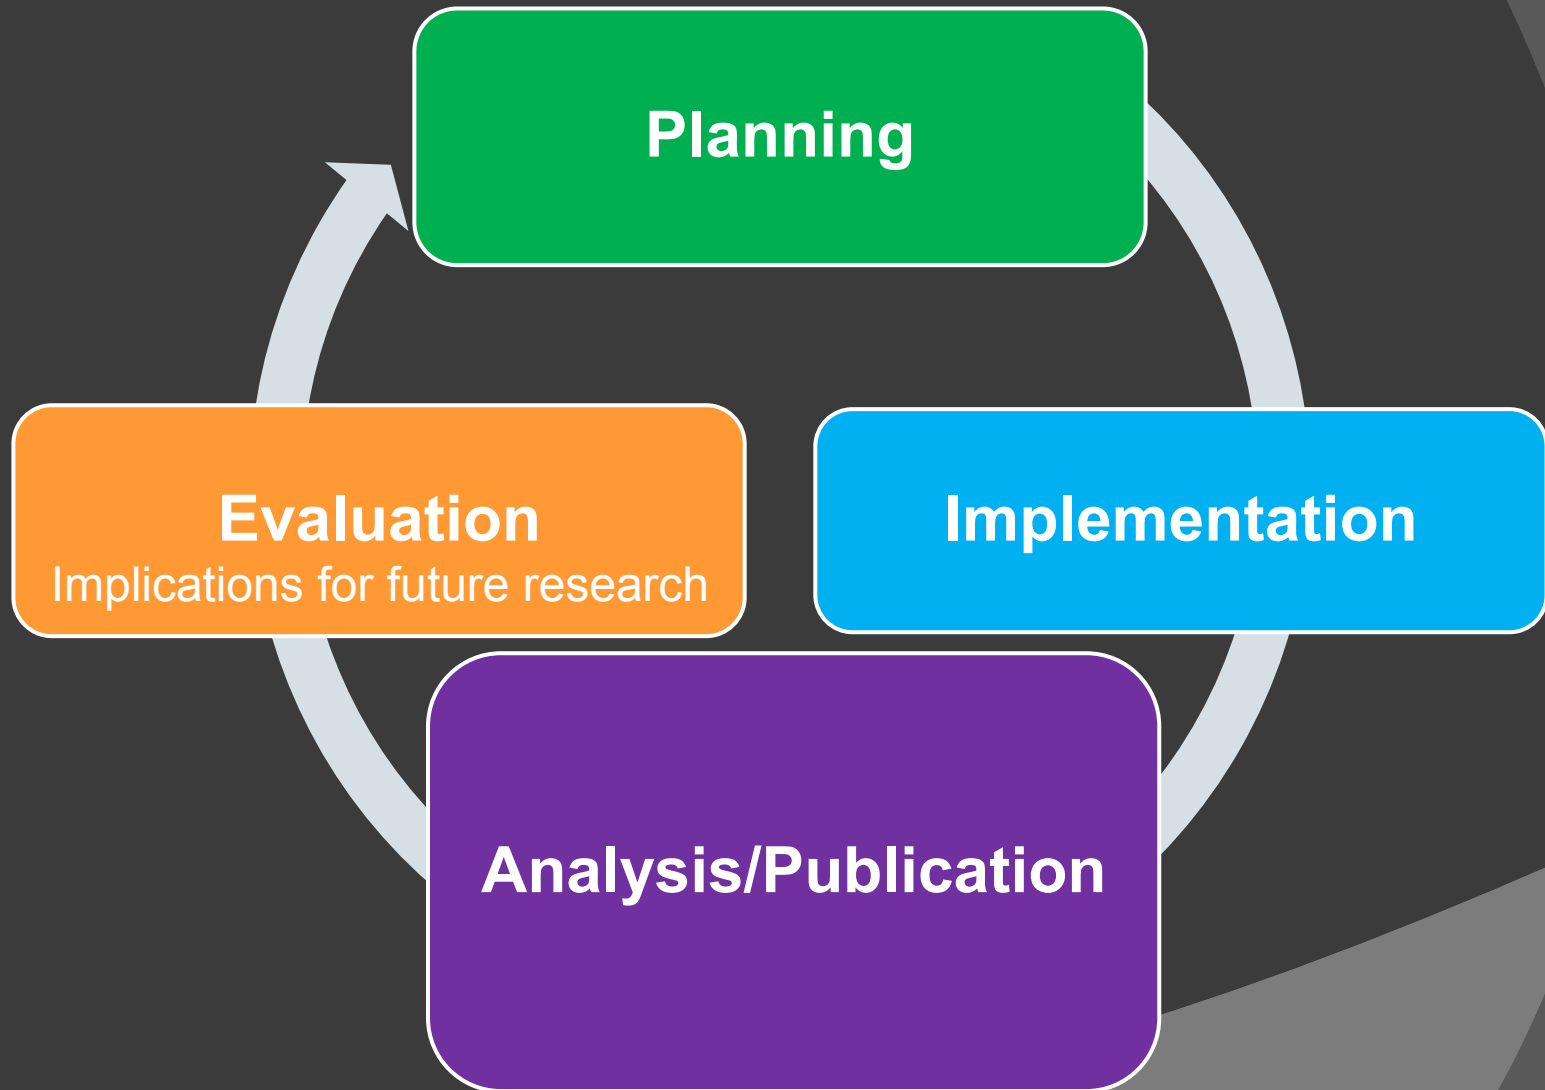 Planning
Evaluation
Implications for future research
Implementation
Analysis/Publication